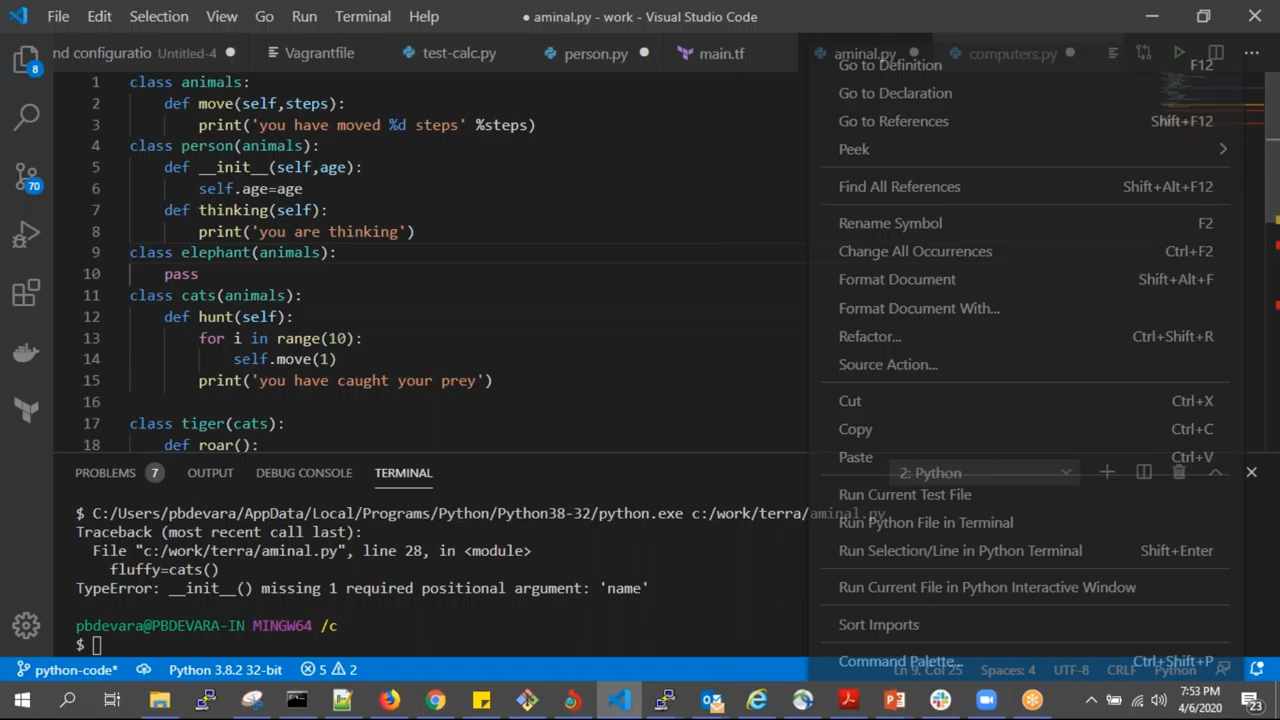 File Edit Selection View Go Run Terminal Help ● aminal.py - work - Visual Studio Code
nd configuratio Untitled-4 ● Vagrantfile test-calc.py person.py ● main.tf aminal.py ● computers.py ●
1 class animals:
2 def move(self,steps):
3 print('you have moved %d steps' %steps)
4 class person(animals):
5 def __init__(self,age):
6 self.age=age
7 def thinking(self):
8 print('you are thinking')
9 class elephant(animals):
10 pass
11 class cats(animals):
12 def hunt(self):
13 for i in range(10):
14 self.move(1)
15 print('you have caught your prey')
16
17 class tiger(cats):
18 def roar():
8
70
Go to Definition F12
Go to Declaration
Go to References Shift+F12
Peek
Find All References Shift+Alt+F12
Rename Symbol F2
Change All Occurrences Ctrl+F2
Format Document Shift+Alt+F
Format Document With...
Refactor... Ctrl+Shift+R
Source Action...
Cut Ctrl+X
Copy Ctrl+C
Paste Ctrl+V
Run Current Test File
Run Python File in Terminal
Run Selection/Line in Python Terminal Shift+Enter
Run Current File in Python Interactive Window
Sort Imports
Command Palette... Ctrl+Shift+P
PROBLEMS 7 OUTPUT DEBUG CONSOLE TERMINAL 2: Python
$ C:/Users/pbdevara/AppData/Local/Programs/Python/Python38-32/python.exe c:/work/terra/aminal.py
Traceback (most recent call last):
File "c:/work/terra/aminal.py", line 28, in <module>
fluffy=cats()
TypeError: __init__() missing 1 required positional argument: 'name'
pbdevara@PBDEVARA-IN MINGW64 /c
$
python-code* Python 3.8.2 32-bit 5 2 Ln 9, Col 25 Spaces: 4 UTF-8 CRLF Python
7:53 PM
4/6/2020
23